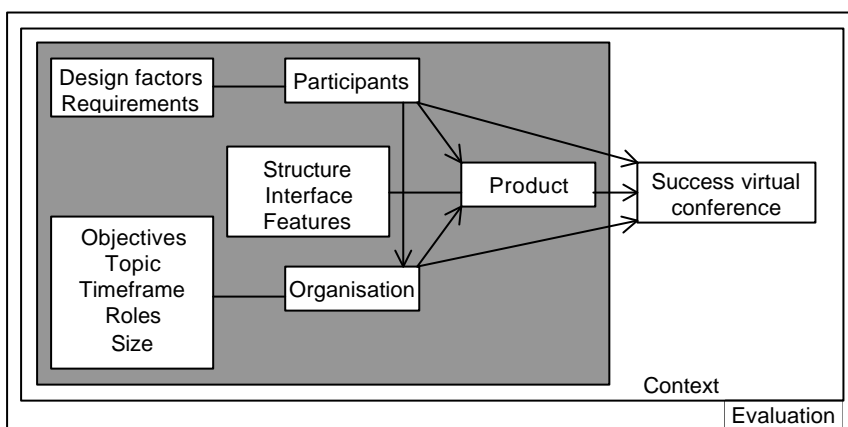 Design factors
Requirements
Participants
Structure
Interface
Features
Product
Success virtual
conference
Objectives
Topic
Timeframe
Roles
Size
Organisation
Context
Evaluation